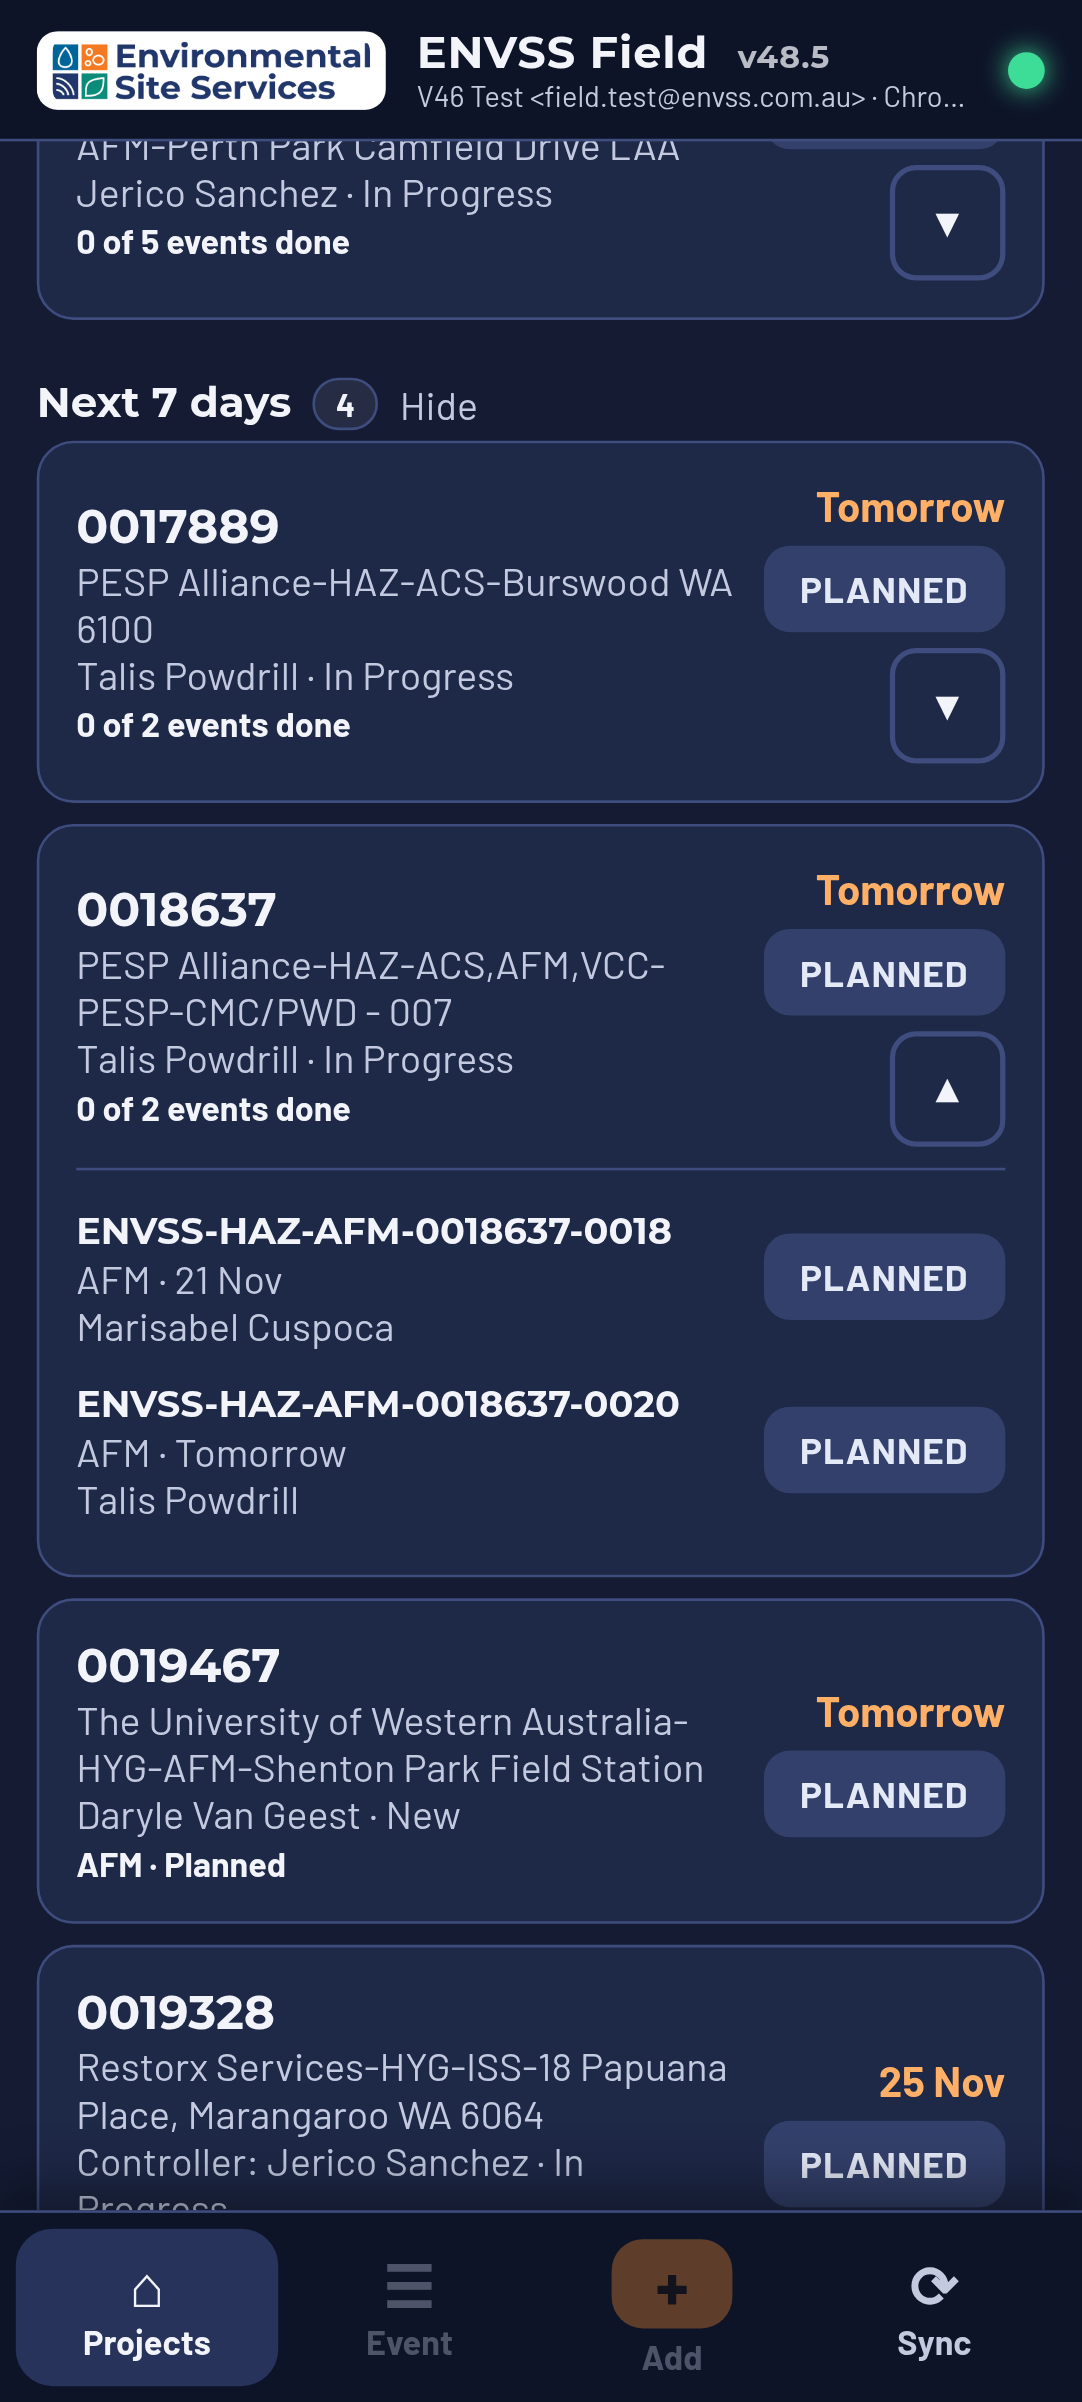 Environmental
Site Services
ENVSS Field v48.5
V46 Test <field.test@envss.com.au> · Chro...
AFM-Perth Park Camfield Drive LAA
Jerico Sanchez · In Progress
0 of 5 events done
▼
Next 7 days 4 Hide
0017889
Tomorrow
PESP Alliance-HAZ-ACS-Burswood WA
6100
PLANNED
Talis Powdrill · In Progress
0 of 2 events done
▼
0018637
Tomorrow
PESP Alliance-HAZ-ACS,AFM,VCC-
PESP-CMC/PWD - 007
PLANNED
Talis Powdrill · In Progress
0 of 2 events done
▲
ENVSS-HAZ-AFM-0018637-0018
AFM · 21 Nov
Marisabel Cuspoca
PLANNED
ENVSS-HAZ-AFM-0018637-0020
AFM · Tomorrow
Talis Powdrill
PLANNED
0019467
The University of Western Australia-
HYG-AFM-Shenton Park Field Station
Tomorrow
Daryle Van Geest · New
PLANNED
AFM · Planned
0019328
Restorx Services-HYG-ISS-18 Papuana
Place, Marangaroo WA 6064
25 Nov
Controller: Jerico Sanchez · In
Progress
PLANNED
Projects
Event
+
Add
Sync